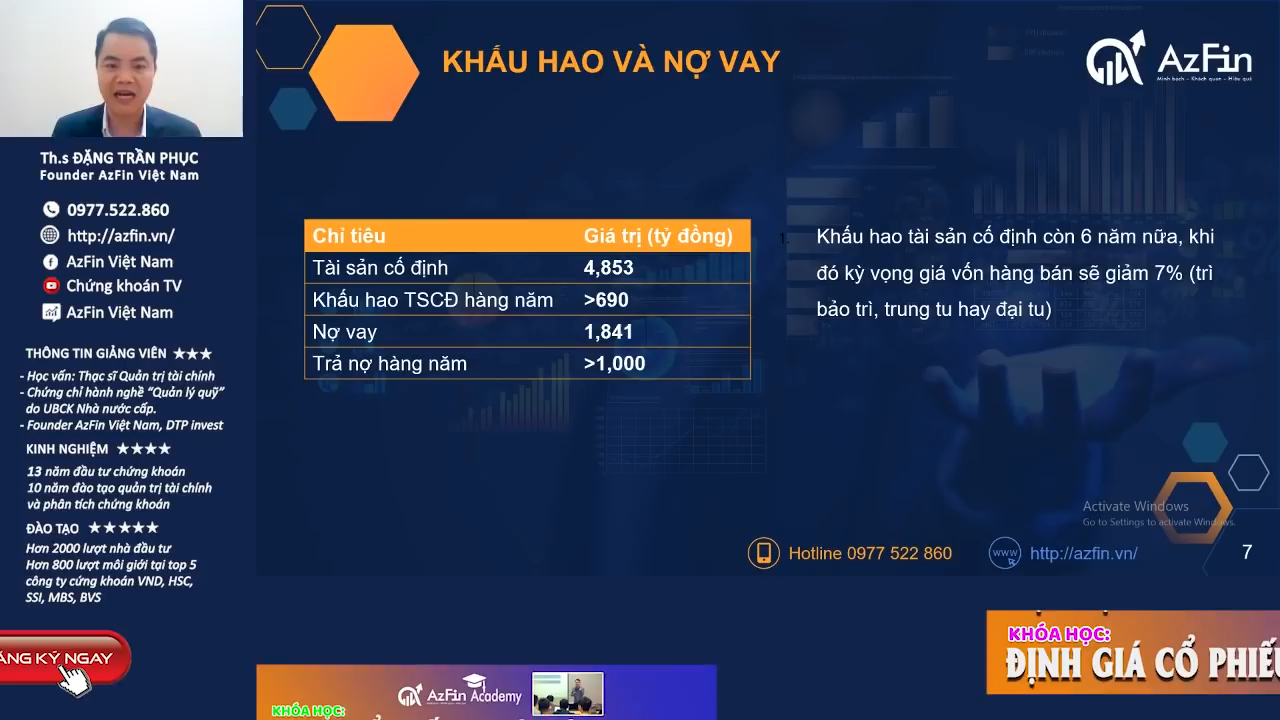 KHẤU HAO VÀ NỢ VAY
AzFin
Minh bạch - Khách quan - Hiệu quả
Th.s ĐẶNG TRẦN PHỤC
Founder AzFin Việt Nam
0977.522.860
http://azfin.vn/
AzFin Việt Nam
Chứng khoán TV
AzFin Việt Nam
THÔNG TIN GIẢNG VIÊN ★★★
- Học vấn: Thạc sĩ Quản trị tài chính
- Chứng chỉ hành nghề “Quản lý quỹ”
do UBCK Nhà nước cấp.
- Founder AzFin Việt Nam, DTP invest
KINH NGHIỆM ★★★★
13 năm đầu tư chứng khoán
10 năm đào tạo quản trị tài chính
và phân tích chứng khoán
ĐÀO TẠO ★★★★★
Hơn 2000 lượt nhà đầu tư
Hơn 800 lượt môi giới tại top 5
công ty cứng khoán VND, HSC,
SSI, MBS, BVS
ĂNG KÝ NGAY
Chỉ tiêu Giá trị (tỷ đồng)
Tài sản cố định 4,853
Khấu hao TSCĐ hàng năm >690
Nợ vay 1,841
Trả nợ hàng năm >1,000
1. Khấu hao tài sản cố định còn 6 năm nữa, khi
đó kỳ vọng giá vốn hàng bán sẽ giảm 7% (trì
bảo trì, trung tu hay đại tu)
Activate Windows
Go to Settings to activate Windows.
Hotline 0977 522 860
www
http://azfin.vn/
7
KHÓA HỌC:
ĐỊNH GIÁ CỔ PHIẾU
AzFin Academy
KHÓA HỌC: